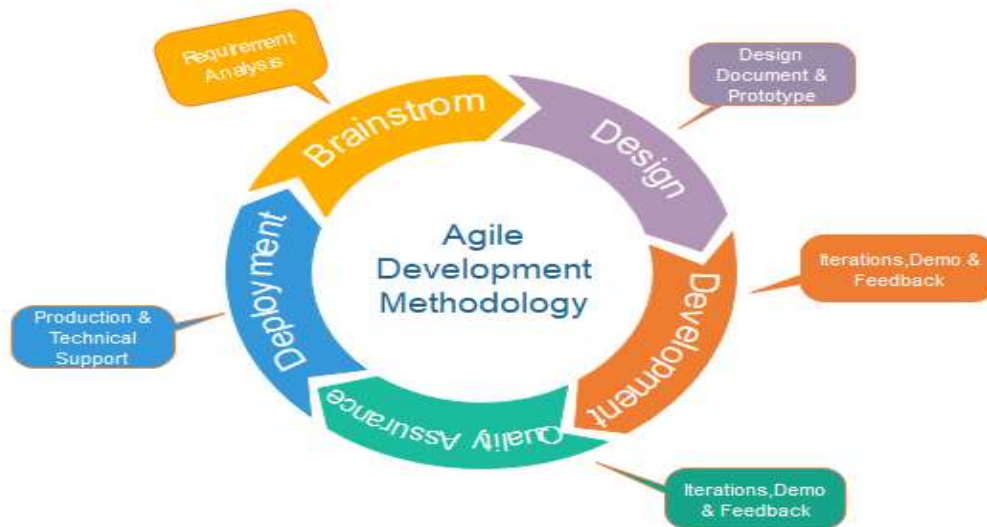 Requirement
Analysis
Brainstrom
Design
Document &
Prototype
Design
Agile
Development
Methodology
Iterations,Demo &
Feedback
Development
Deployment
Production &
Technical
Support
Quality Assurance
Iterations,Demo
& Feedback